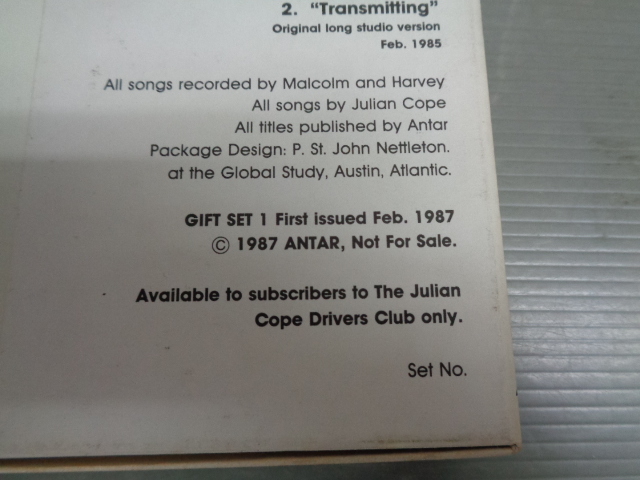 2. "Transmitting"
Original long studio version
Feb. 1985
All songs recorded by Malcolm and Harvey
All songs by Julian Cope
All titles published by Antar
Package Design: P. St. John Nettleton.
at the Global Study, Austin, Atlantic.
GIFT SET 1 First issued Feb. 1987
© 1987 ANTAR, Not For Sale.
Available to subscribers to The Julian
Cope Drivers Club only.
Set No.